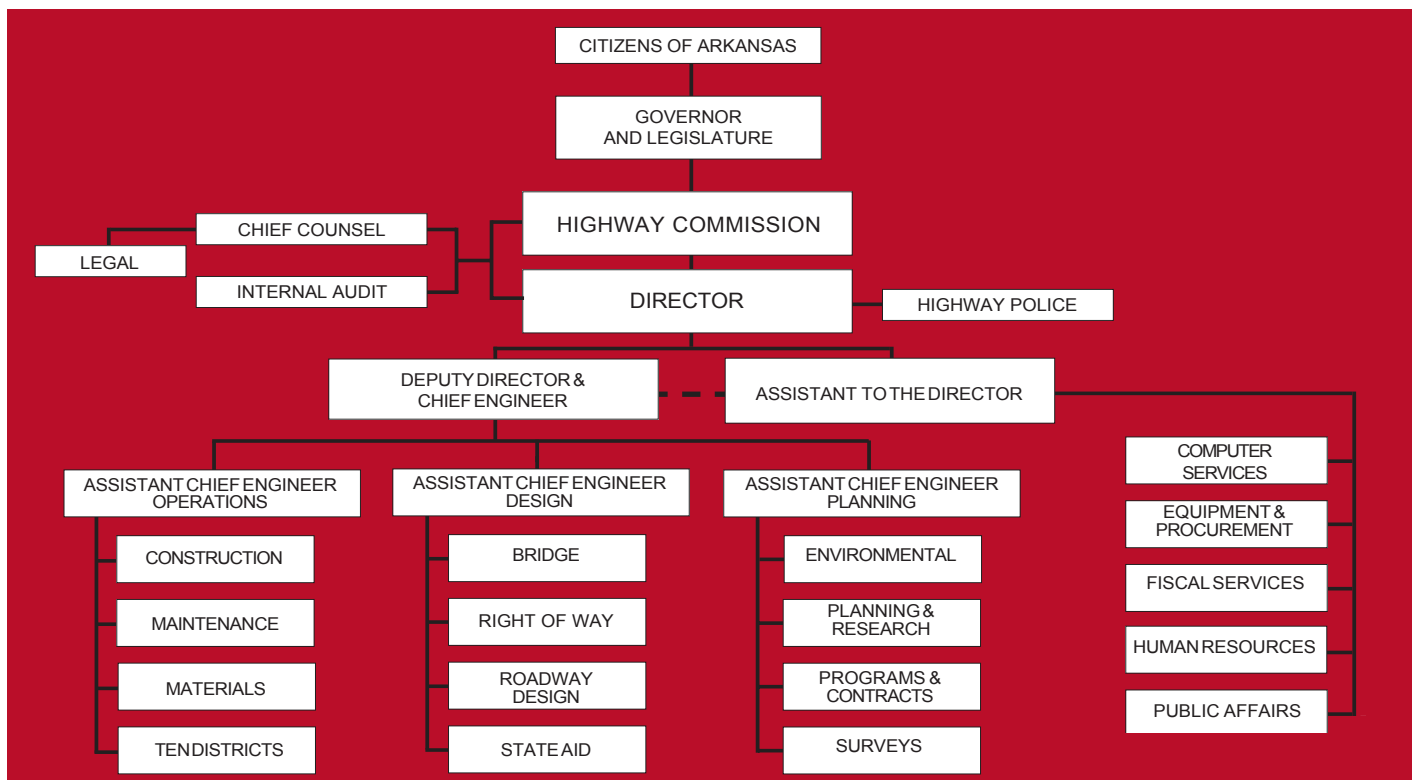 CITIZENS OF ARKANSAS
GOVERNOR
AND LEGISLATURE
HIGHWAY COMMISSION
CHIEF COUNSEL
LEGAL
INTERNAL AUDIT
DIRECTOR
HIGHWAY POLICE
DEPUTY DIRECTOR &
CHIEF ENGINEER
ASSISTANT TO THE DIRECTOR
ASSISTANT CHIEF ENGINEER
OPERATIONS
CONSTRUCTION
MAINTENANCE
MATERIALS
TEN DISTRICTS
ASSISTANT CHIEF ENGINEER
DESIGN
BRIDGE
RIGHT OF WAY
ROADWAY
DESIGN
STATE AID
ASSISTANT CHIEF ENGINEER
PLANNING
ENVIRONMENTAL
PLANNING &
RESEARCH
PROGRAMS &
CONTRACTS
SURVEYS
COMPUTER
SERVICES
EQUIPMENT &
PROCUREMENT
FISCAL SERVICES
HUMAN RESOURCES
PUBLIC AFFAIRS